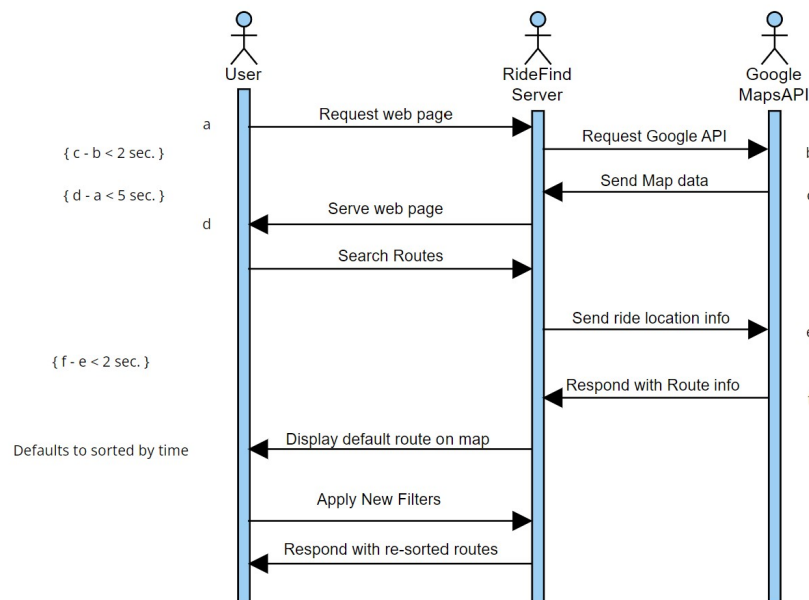 User
RideFind
Server
Google
MapsAPI
a
Request web page
{ c - b < 2 sec. }
Request Google API
b
{ d - a < 5 sec. }
Send Map data
d
Serve web page
Search Routes
Send ride location info
e
{ f - e < 2 sec. }
Respond with Route info
Defaults to sorted by time
Display default route on map
Apply New Filters
Respond with re-sorted routes